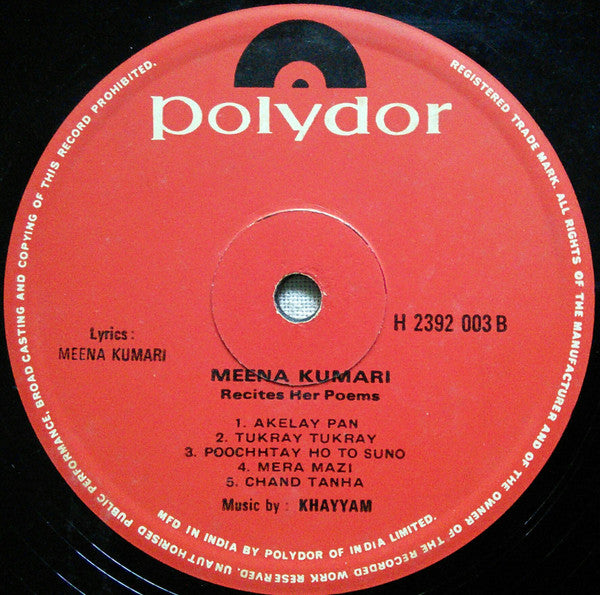 polydor
H 2392 003 B
Lyrics :
MEENA KUMARI
MEENA KUMARI
Recites Her Poems
1. AKELAY PAN
2. TUKRAY TUKRAY
3. POOCHHTAY HO TO SUNO
4. MERA MAZI
5. CHAND TANHA
Music by : KHAYYAM
MFD IN INDIA BY POLYDOR OF INDIA LIMITED.
REGISTERED TRADE MARK. ALL RIGHTS OF THE MANUFACTURER AND OF THE OWNER OF THE RECORDED WORK RESERVED. UNAUTHORISED PUBLIC PERFORMANCE, BROAD CASTING AND COPYING OF THIS RECORD PROHIBITED.